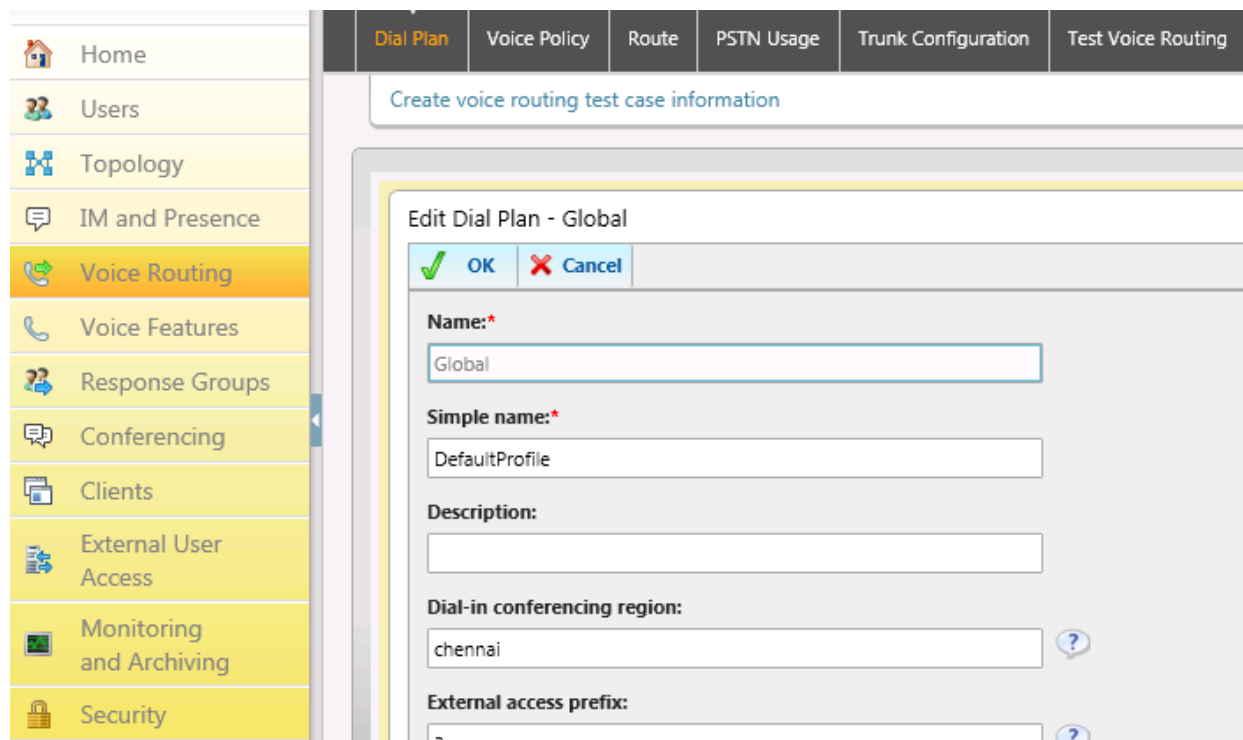 Home
Users
Topology
IM and Presence
Voice Routing
Voice Features
Response Groups
Conferencing
Clients
External User
Access
Monitoring
and Archiving
Security
Dial Plan Voice Policy Route PSTN Usage Trunk Configuration Test Voice Routing
Create voice routing test case information
Edit Dial Plan - Global
OK Cancel
Name:*
Global
Simple name:*
DefaultProfile
Description:
Dial-in conferencing region:
chennai
?
External access prefix:
?